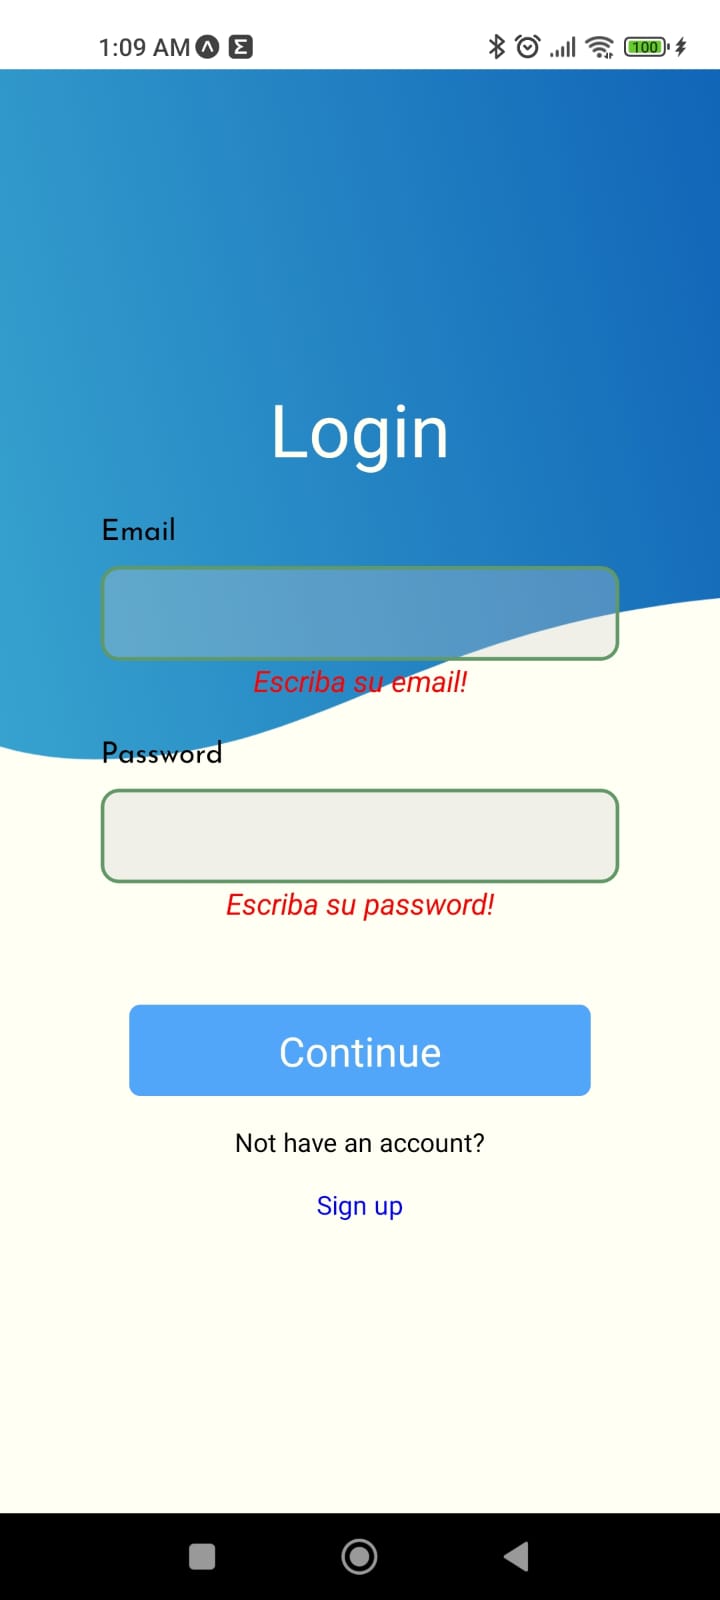 1:09 AM
100
Login
Email
Escriba su email!
Password
Escriba su password!
Continue
Not have an account?
Sign up